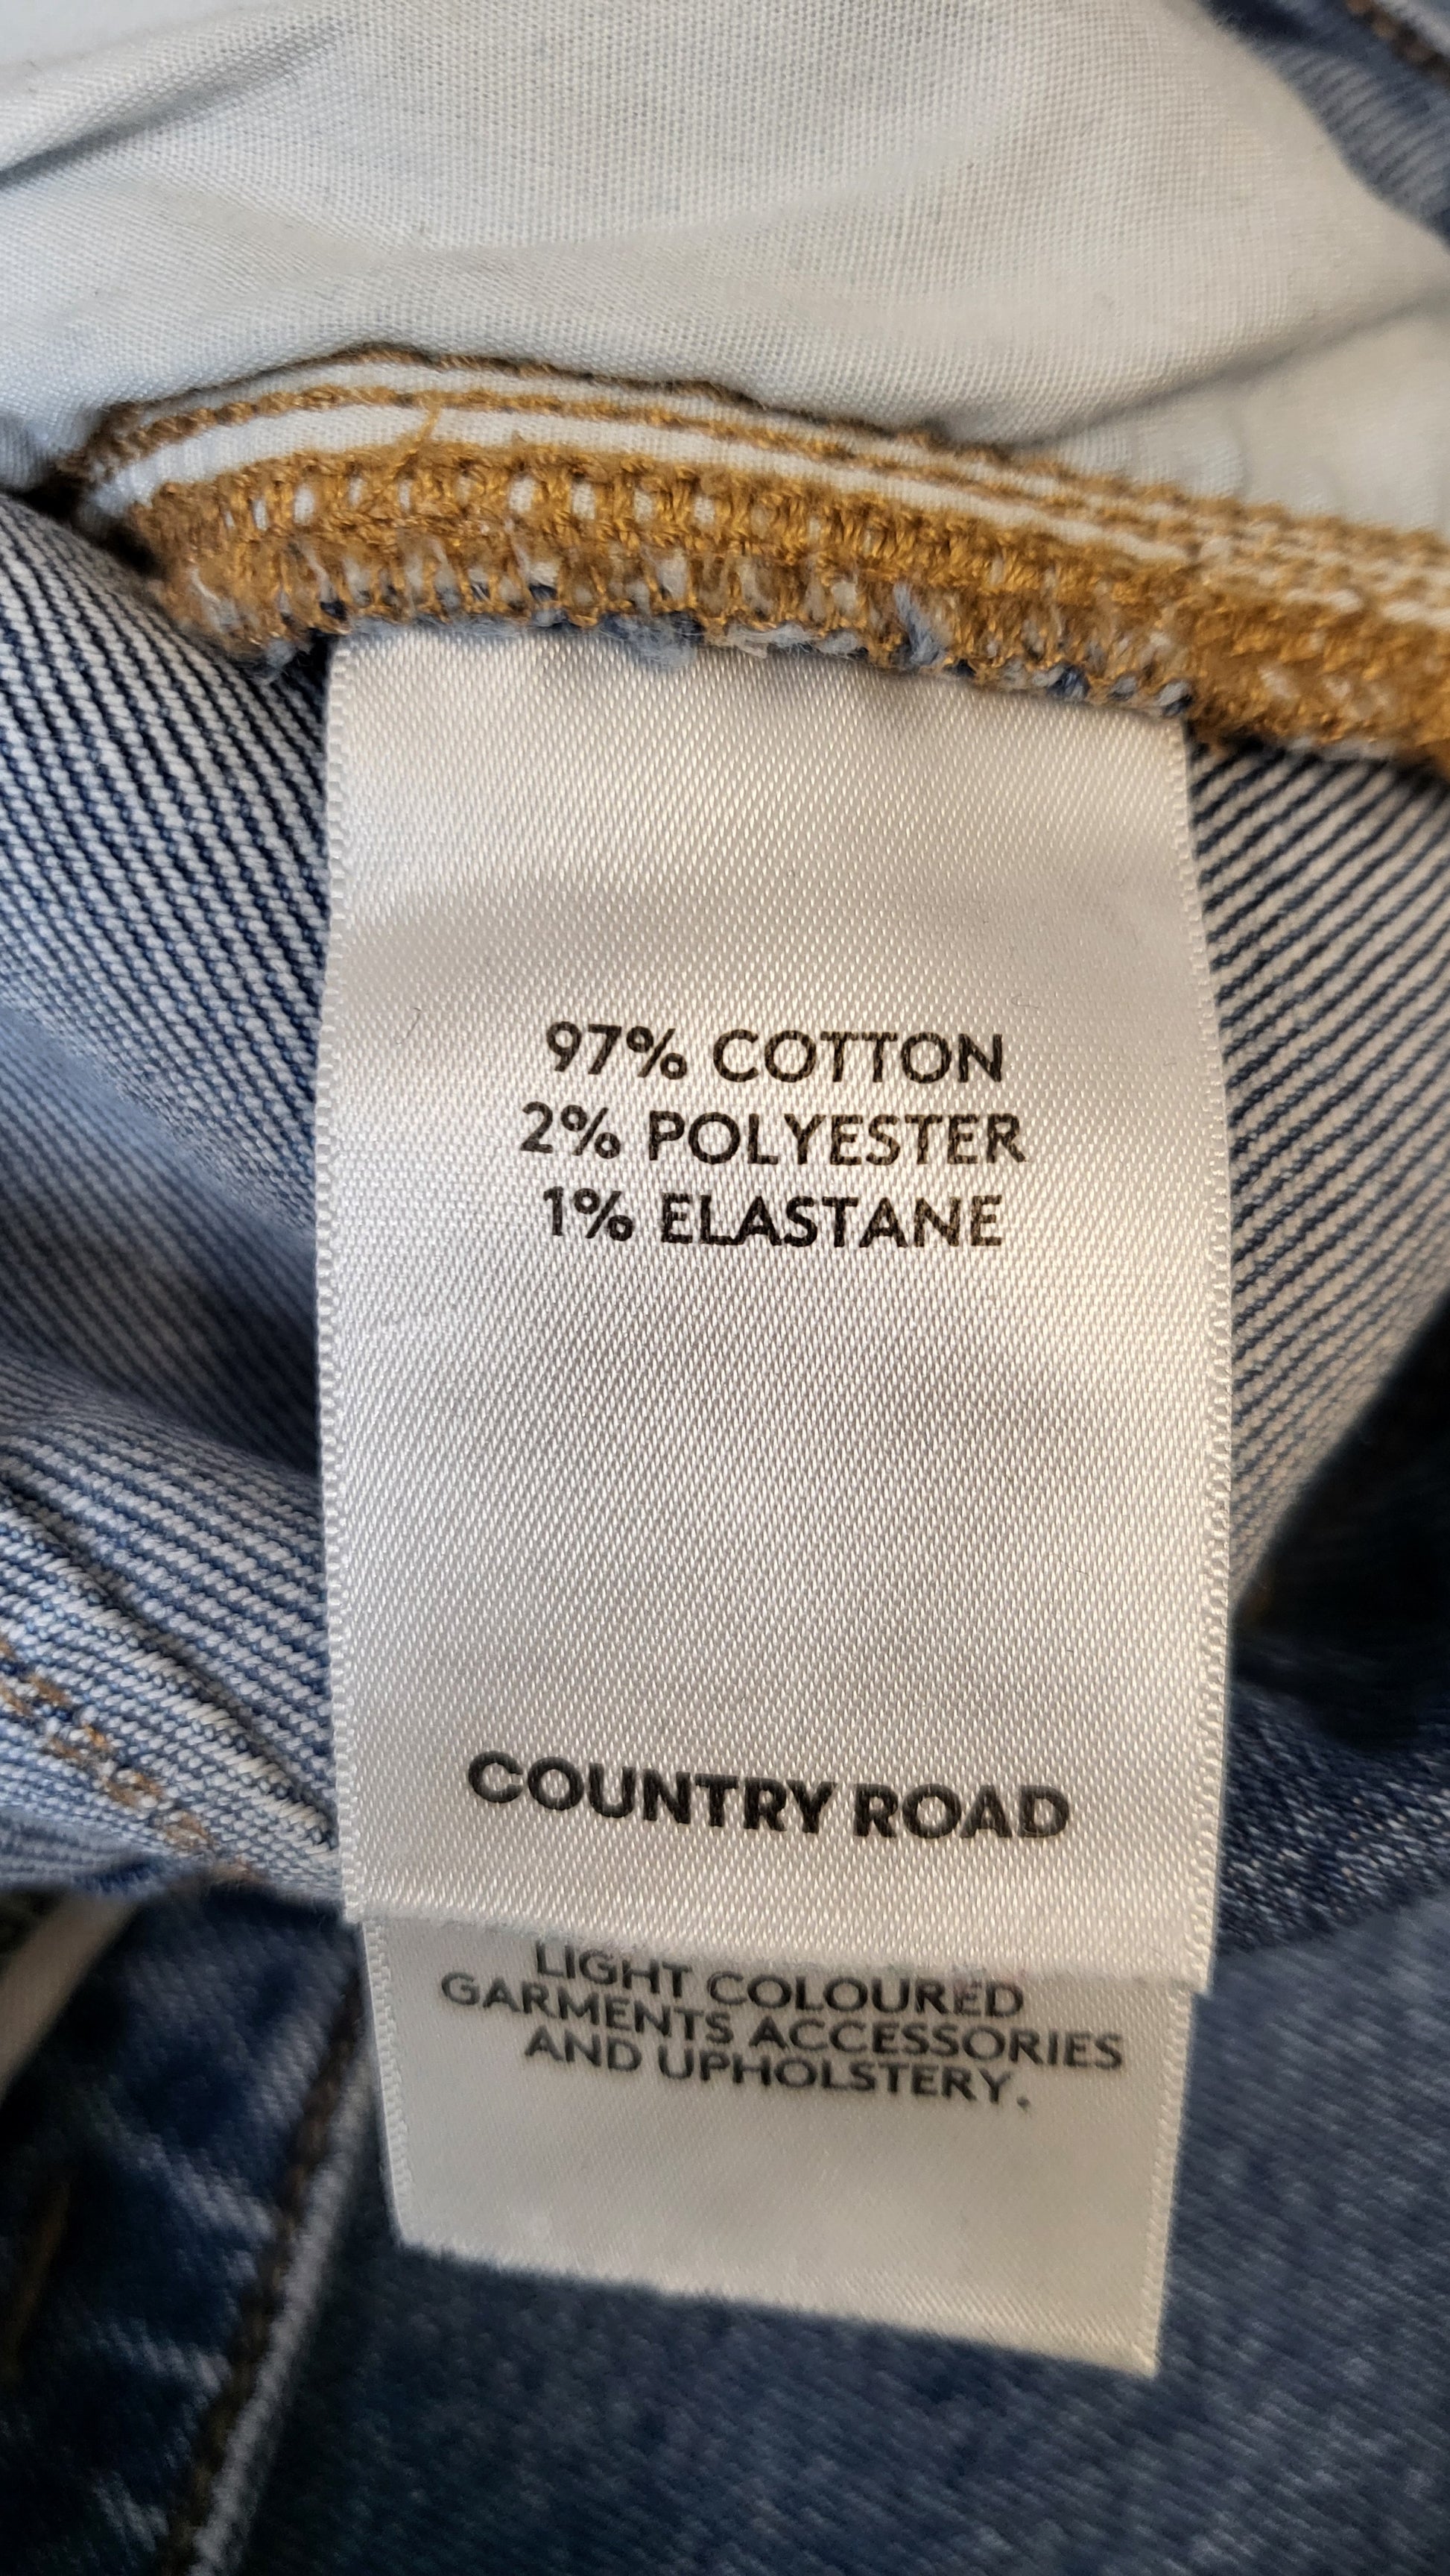 97% COTTON
2% POLYESTER
1% ELASTANE
COUNTRY ROAD
LIGHT COLOURED
GARMENTS ACCESSORIES
AND UPHOLSTERY.